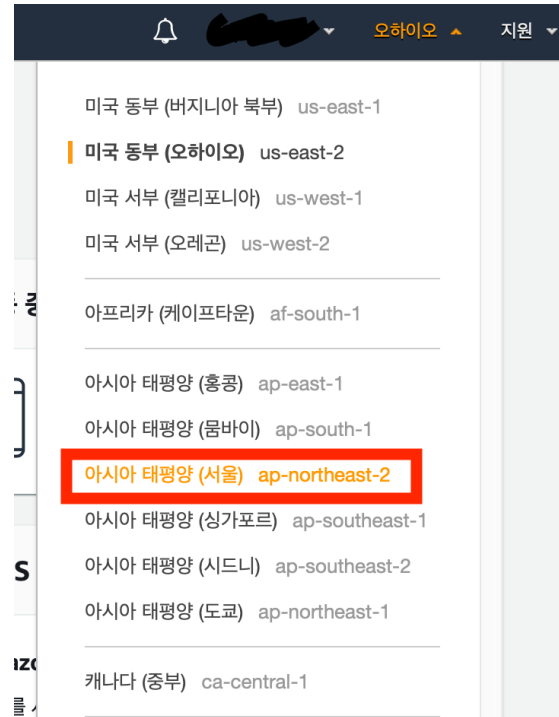 오하이오 지원
미국 동부 (버지니아 북부) us-east-1
미국 동부 (오하이오) us-east-2
미국 서부 (캘리포니아) us-west-1
미국 서부 (오레곤) us-west-2
아프리카 (케이프타운) af-south-1
아시아 태평양 (홍콩) ap-east-1
아시아 태평양 (뭄바이) ap-south-1
아시아 태평양 (서울) ap-northeast-2
아시아 태평양 (싱가포르) ap-southeast-1
아시아 태평양 (시드니) ap-southeast-2
아시아 태평양 (도쿄) ap-northeast-1
캐나다 (중부) ca-central-1